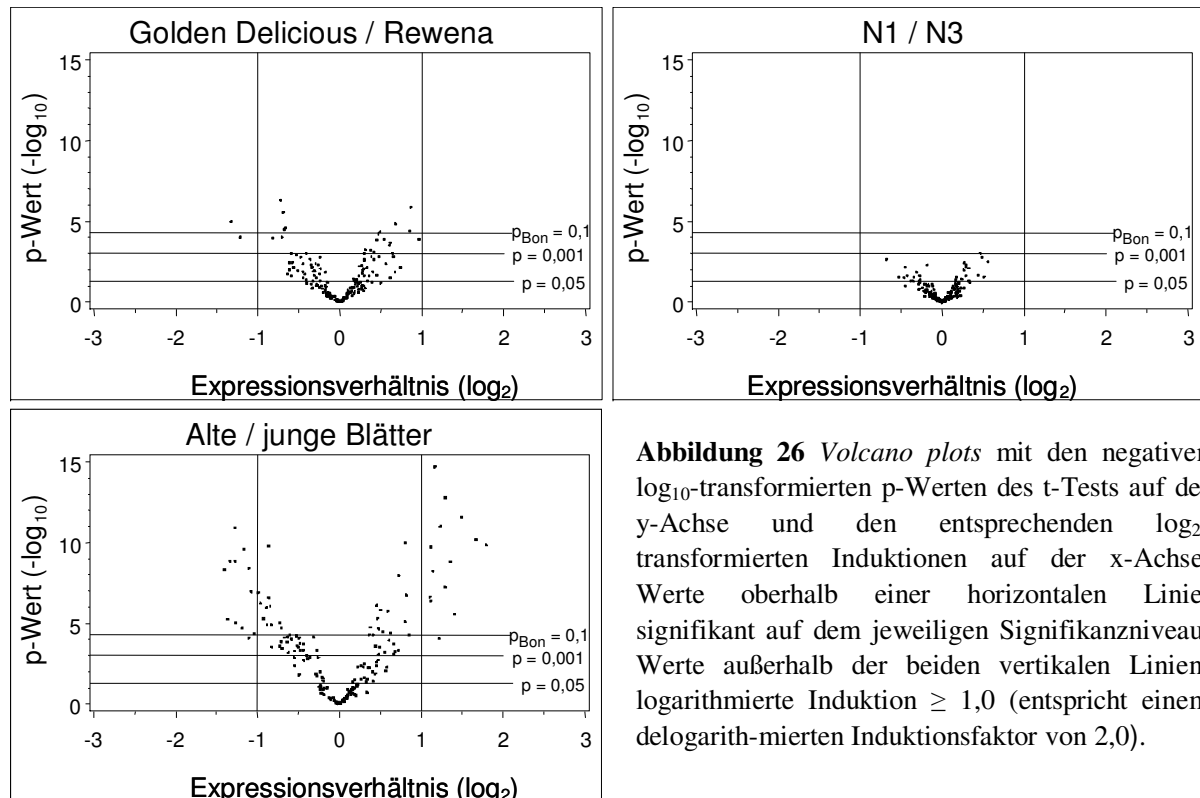 Golden Delicious / Rewena
p-Wert (-log₁₀)
15
10
5
0
p_Bon = 0,1
p = 0,001
p = 0,05
-3 -2 -1 0 1 2 3
Expressionsverhältnis (log₂)
N1 / N3
p-Wert (-log₁₀)
15
10
5
0
p_Bon = 0,1
p = 0,001
p = 0,05
-3 -2 -1 0 1 2 3
Expressionsverhältnis (log₂)
Alte / junge Blätter
p-Wert (-log₁₀)
15
10
5
0
p_Bon = 0,1
p = 0,001
p = 0,05
-3 -2 -1 0 1 2 3
Expressionsverhältnis (log₂)
Abbildung 26 Volcano plots mit den negativen
log₁₀-transformierten p-Werten des t-Tests auf de
y-Achse und den entsprechenden log₂
transformierten Induktionen auf der x-Achse
Werte oberhalb einer horizontalen Linie
signifikant auf dem jeweiligen Signifikanzniveau
Werte außerhalb der beiden vertikalen Linien
logarithmierte Induktion ≥ 1,0 (entspricht einem
delogarith-mierten Induktionsfaktor von 2,0).